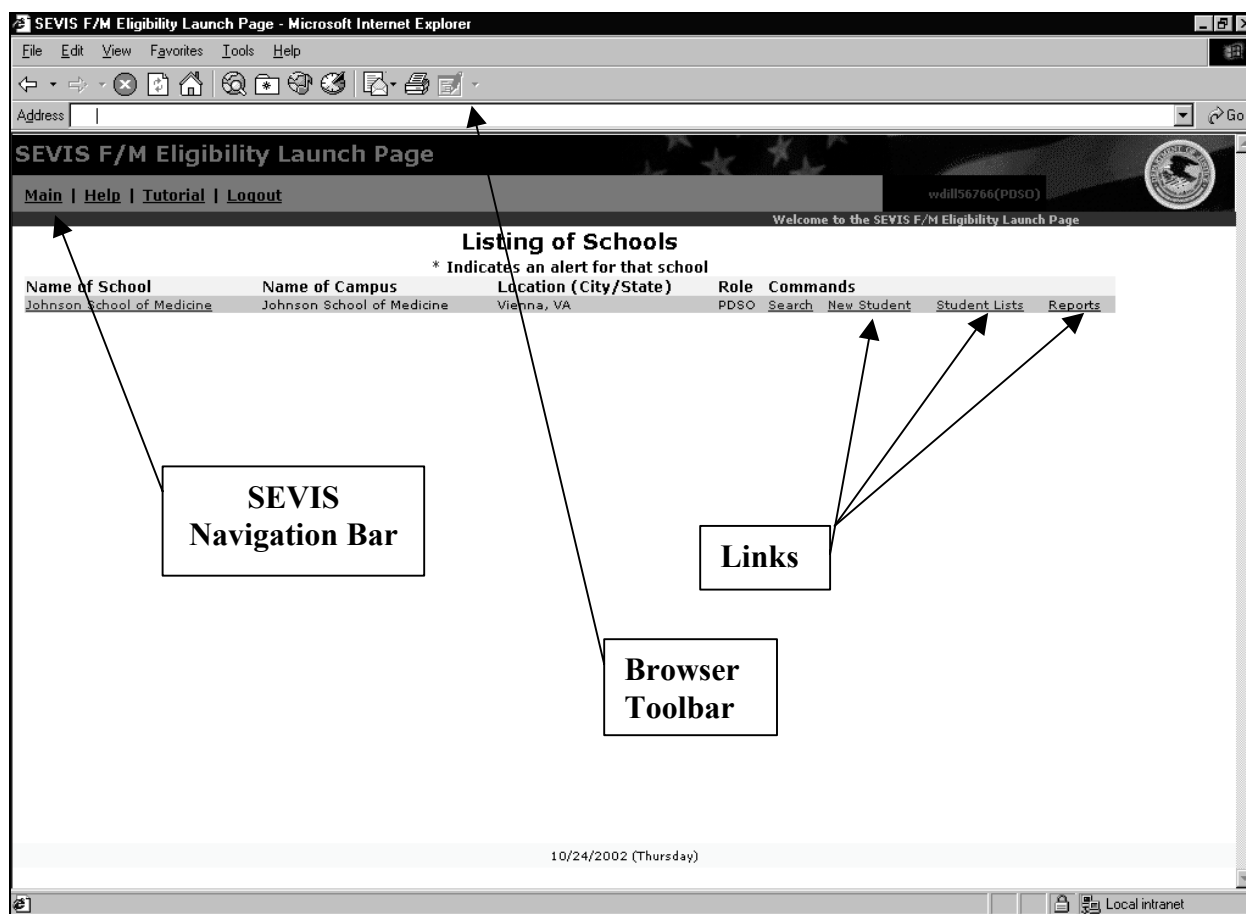 SEVIS F/M Eligibility Launch Page - Microsoft Internet Explorer
File Edit View Favorites Tools Help
Address
Go
SEVIS F/M Eligibility Launch Page
Main | Help | Tutorial | Logout
wdill56766(PDSO)
Welcome to the SEVIS F/M Eligibility Launch Page
Listing of Schools
* Indicates an alert for that school
Name of School Name of Campus Location (City/State) Role Commands
Johnson School of Medicine Johnson School of Medicine Vienna, VA PDSO Search New Student Student Lists Reports
SEVIS
Navigation Bar
Links
Browser
Toolbar
10/24/2002 (Thursday)
Local intranet